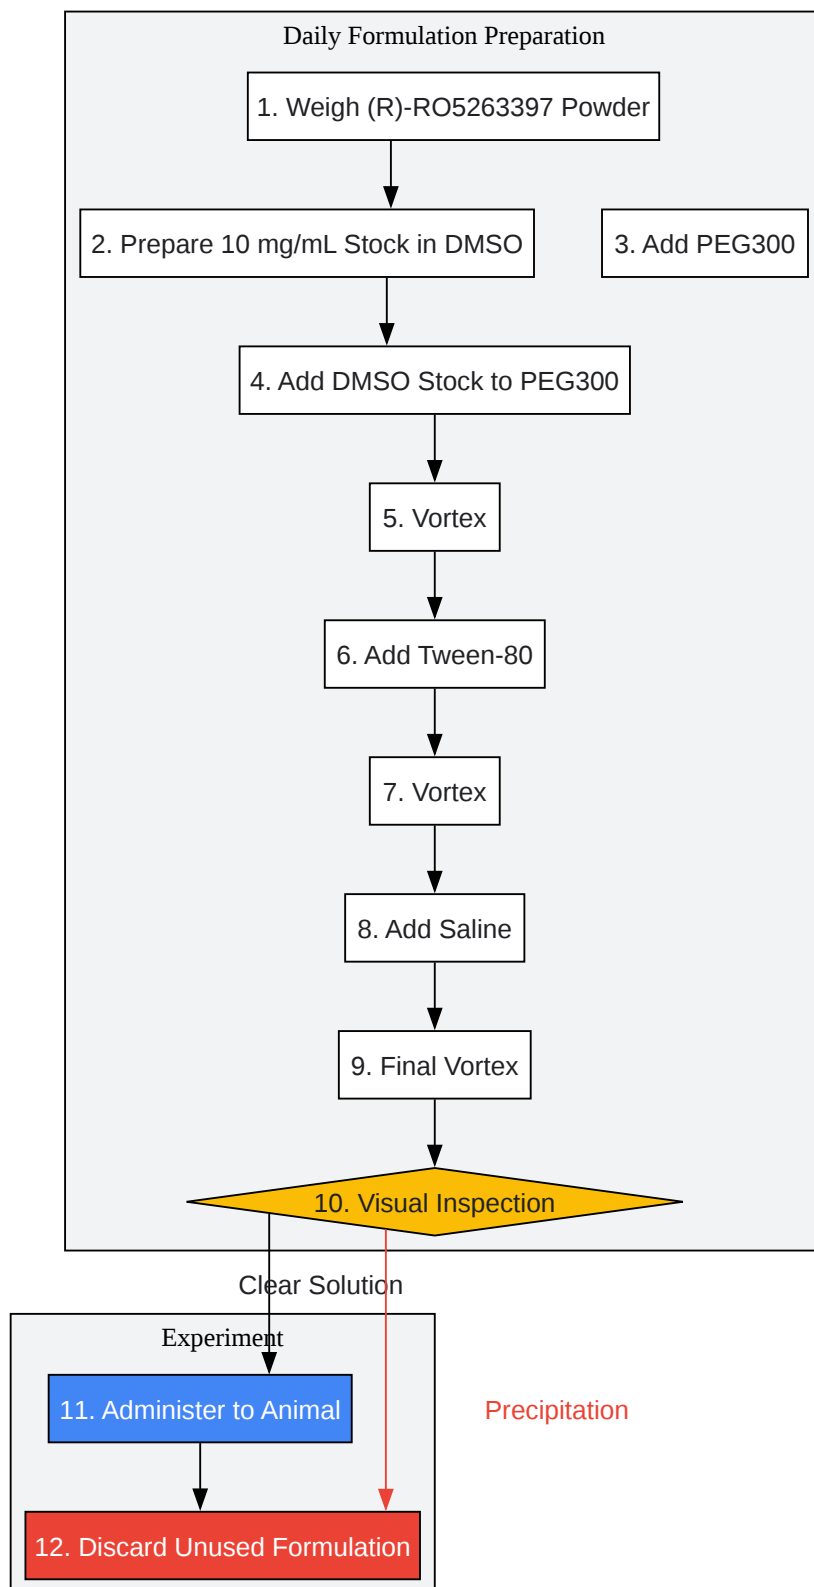 Daily Formulation Preparation
1. Weigh (R)-RO5263397 Powder
2. Prepare 10 mg/mL Stock in DMSO
3. Add PEG300
4. Add DMSO Stock to PEG300
5. Vortex
6. Add Tween-80
7. Vortex
8. Add Saline
9. Final Vortex
10. Visual Inspection
Clear Solution
Experiment
11. Administer to Animal
Precipitation
12. Discard Unused Formulation